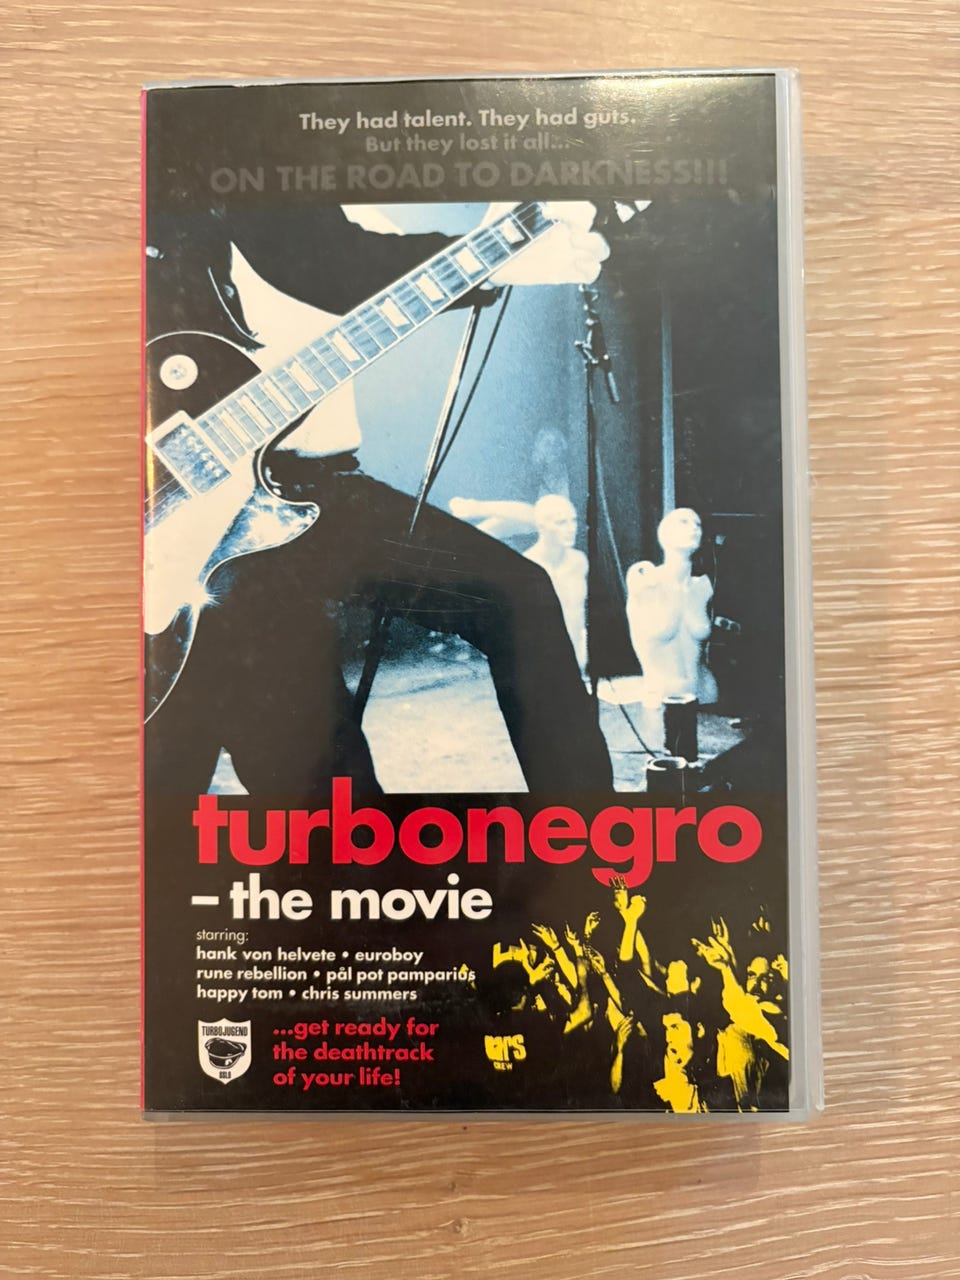 They had talent. They had guts.
But they lost it all...
ON THE ROAD TO DARKNESS!!!
turbonegro
– the movie
starring:
hank von helvete • euroboy
rune rebellion • pål pot pamparius
happy tom • chris summers
TURBOJUGEND
OSLO
...get ready for
the deathtrack
of your life!
CREW